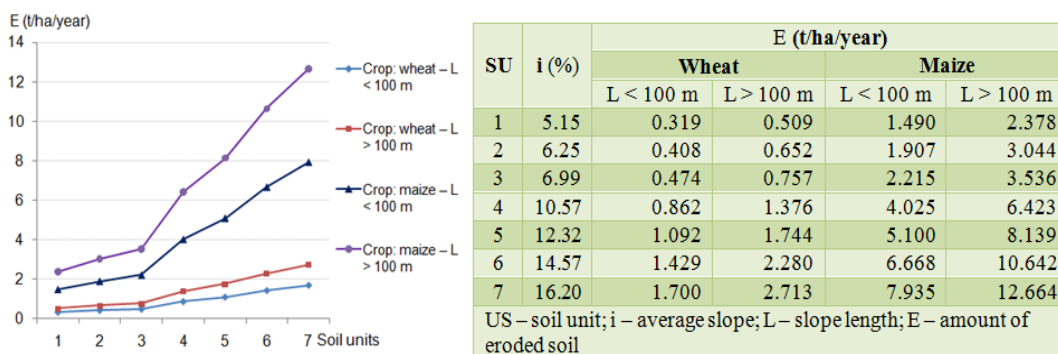 E (t/ha/year)
14
12
10
8
6
4
2
0
1 2 3 4 5 6 7 Soil units
Crop: wheat – L
< 100 m
Crop: wheat – L
> 100 m
Crop: maize – L
< 100 m
Crop: maize – L
> 100 m
SU i (%) E (t/ha/year)
Wheat Maize
L < 100 m L > 100 m L < 100 m L > 100 m
1 5.15 0.319 0.509 1.490 2.378
2 6.25 0.408 0.652 1.907 3.044
3 6.99 0.474 0.757 2.215 3.536
4 10.57 0.862 1.376 4.025 6.423
5 12.32 1.092 1.744 5.100 8.139
6 14.57 1.429 2.280 6.668 10.642
7 16.20 1.700 2.713 7.935 12.664
US – soil unit; i – average slope; L – slope length; E – amount of
eroded soil